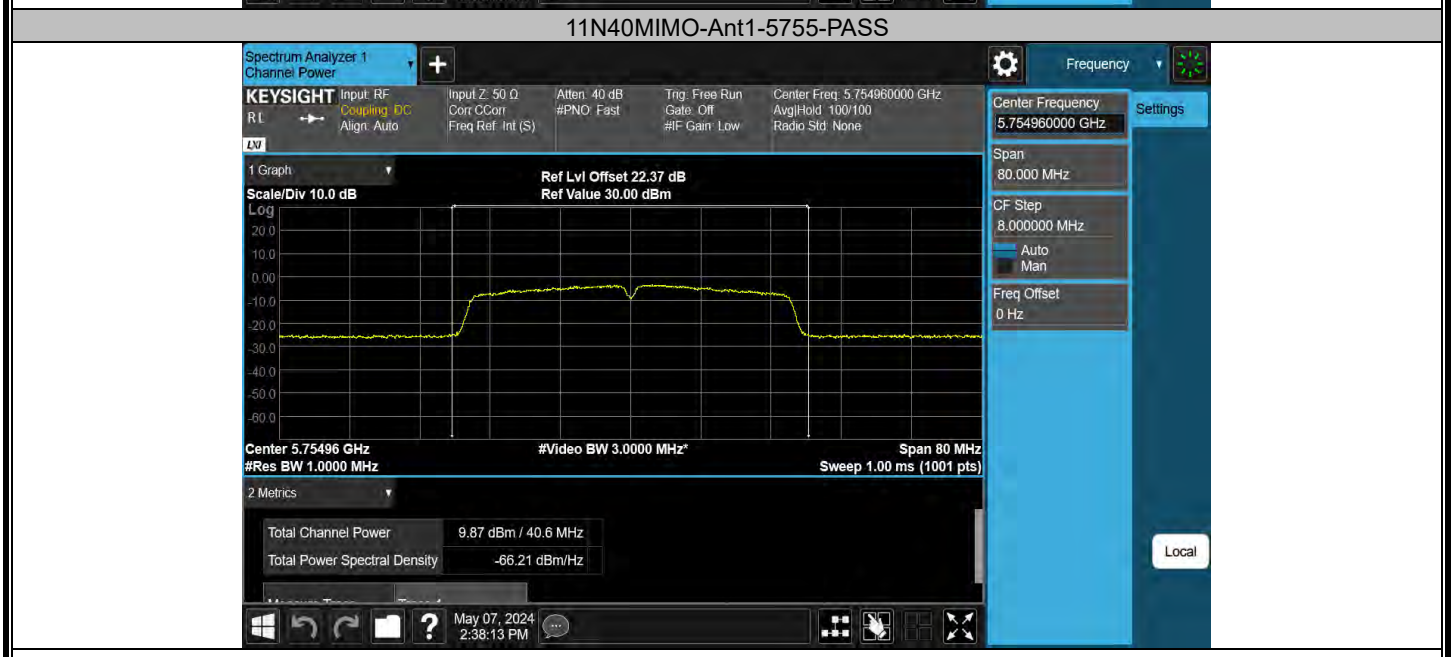 11N40MIMO-Ant1-5755-PASS
Spectrum Analyzer 1
Channel Power
+
Frequency
KEYSIGHT
Input: RF
Coupling: DC
Align: Auto
Input Z: 50 Ω
Corr CCorr
Freq Ref: Int (S)
Atten: 40 dB
#PNO: Fast
Trig: Free Run
Gate: Off
#IF Gain: Low
Center Freq: 5.754960000 GHz
Avg|Hold: 100/100
Radio Std: None
LXI
Center Frequency
5.754960000 GHz
Settings
Span
80.000 MHz
CF Step
8.000000 MHz
Auto
Man
Freq Offset
0 Hz
1 Graph
Scale/Div 10.0 dB
Ref Lvl Offset 22.37 dB
Ref Value 30.00 dBm
Log
20.0
10.0
0.00
-10.0
-20.0
-30.0
-40.0
-50.0
-60.0
Center 5.75496 GHz
#Video BW 3.0000 MHz*
Span 80 MHz
#Res BW 1.0000 MHz
Sweep 1.00 ms (1001 pts)
2 Metrics
Total Channel Power
9.87 dBm / 40.6 MHz
Total Power Spectral Density
-66.21 dBm/Hz
Local
?
May 07, 2024
2:38:13 PM